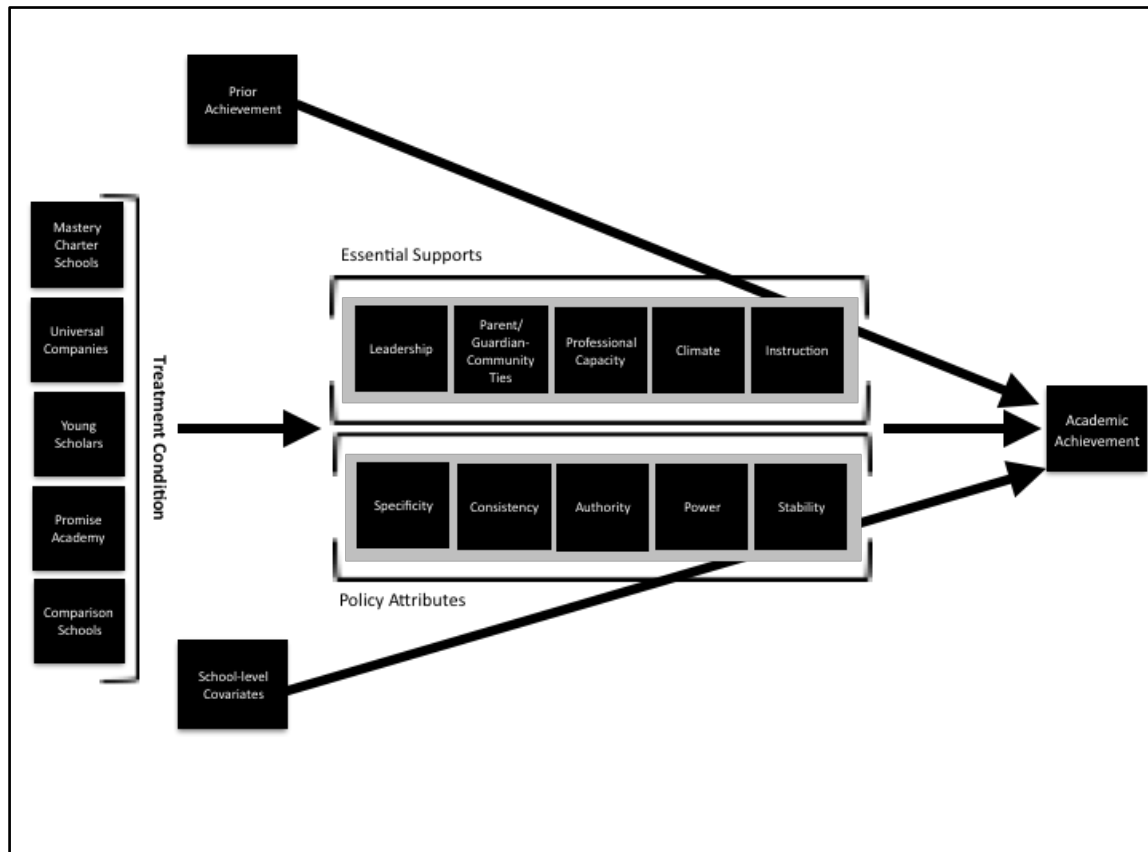 Prior
Achievement
Mastery
Charter
Schools
Universal
Companies
Young
Scholars
Promise
Academy
Comparison
Schools
Treatment Condition
Essential Supports
Leadership
Parent/
Guardian-
Community
Ties
Professional
Capacity
Climate
Instruction
Specificity
Consistency
Authority
Power
Stability
Policy Attributes
School-level
Covariates
Academic
Achievement